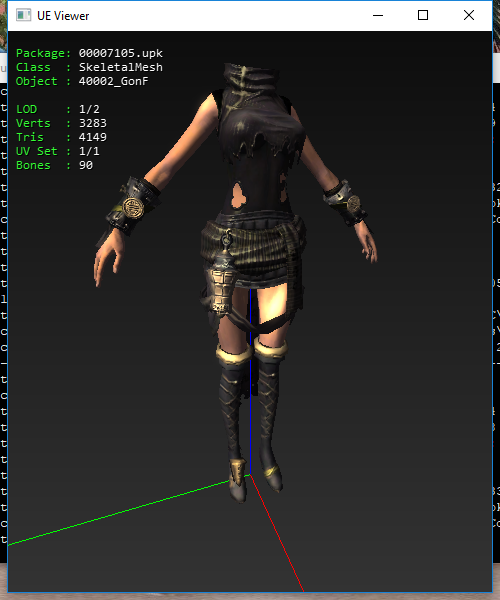 UE Viewer
Package: 00007105.upk
Class  : SkeletalMesh
Object : 40002_GonF
LOD    : 1/2
Verts  : 3283
Tris   : 4149
UV Set : 1/1
Bones  : 90